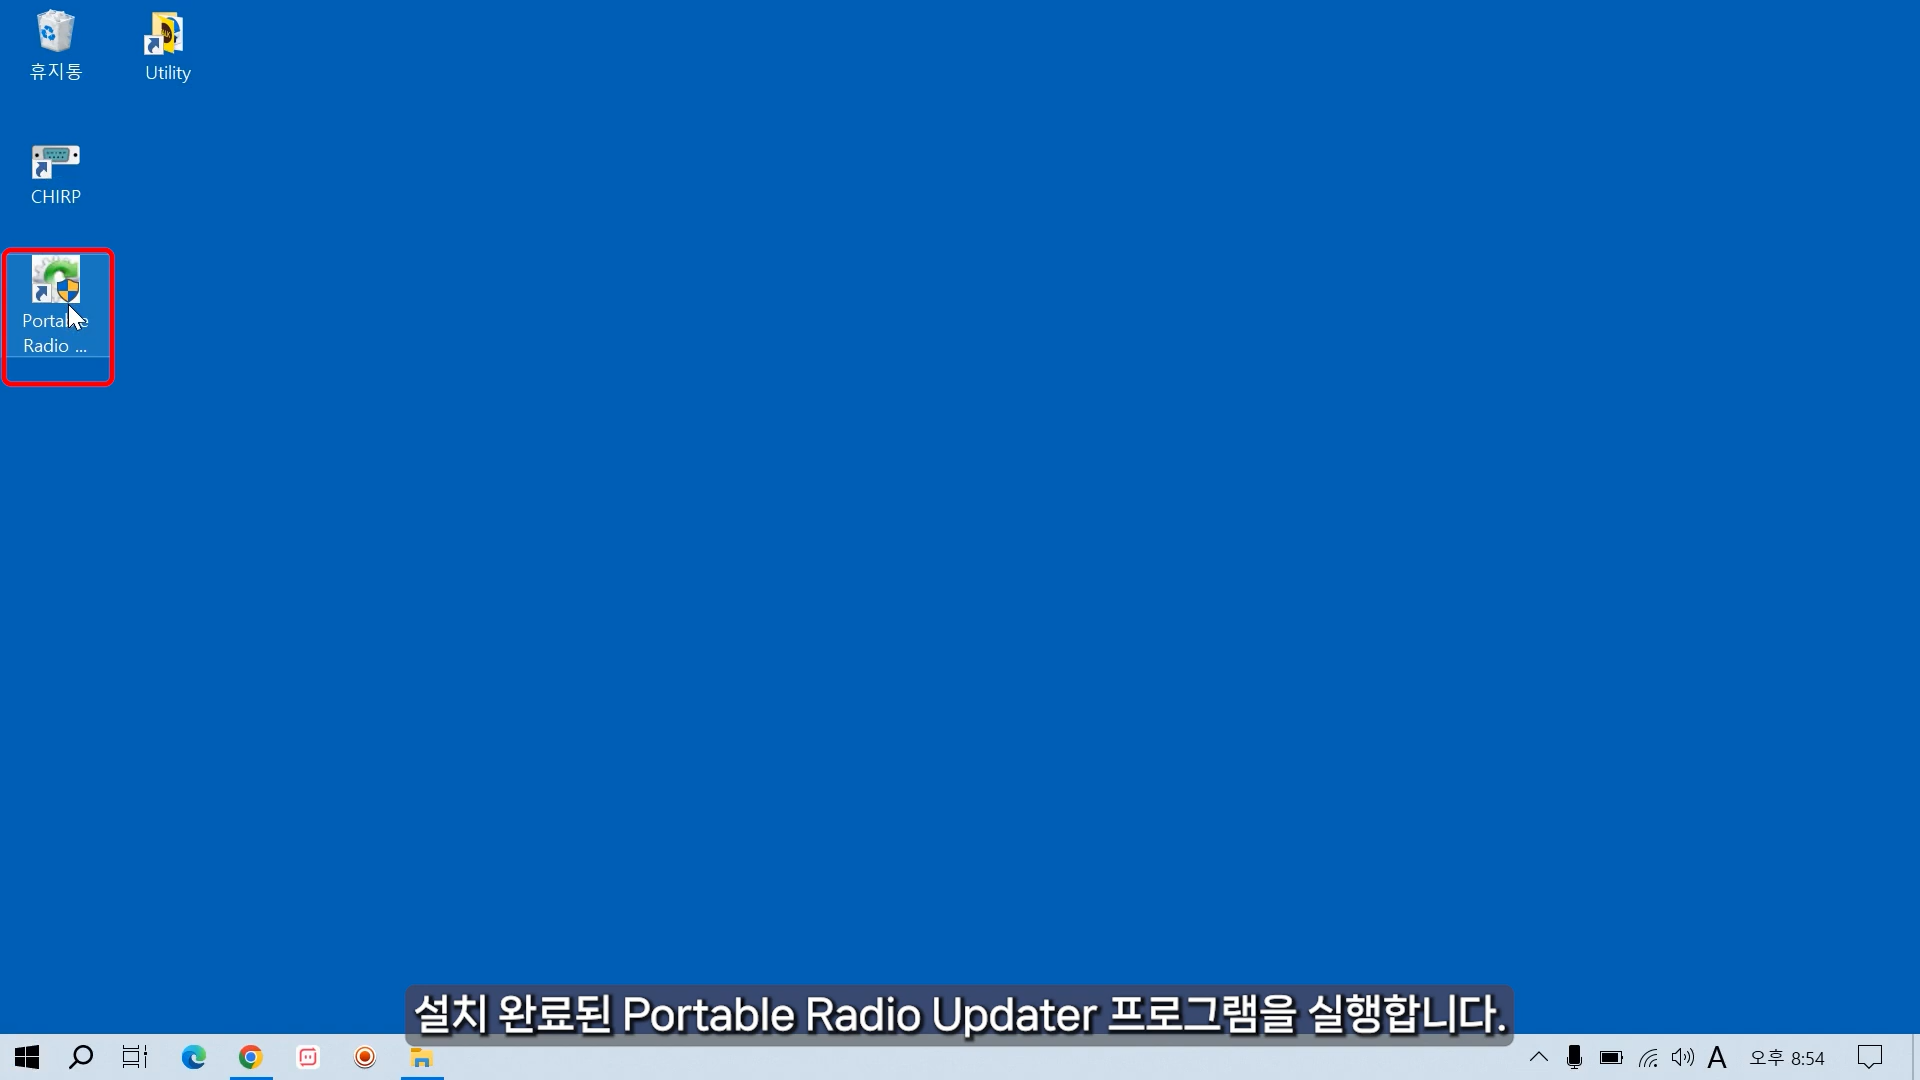 휴지통
Utility
CHIRP
Radio ...
설치 완료된 Portable Radio Updater 프로그램을 실행합니다.
A
오후 8:54